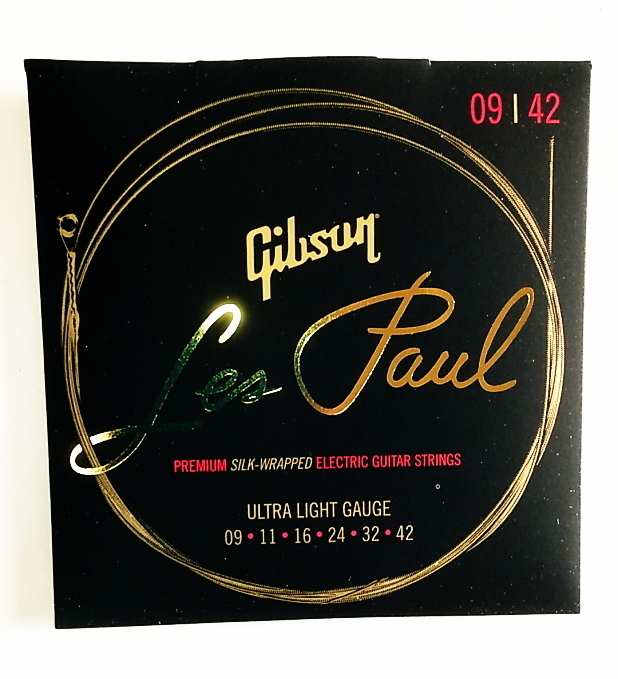 09 | 42
Gibson
Les Paul
PREMIUM SILK-WRAPPED ELECTRIC GUITAR STRINGS
ULTRA LIGHT GAUGE
09 • 11 • 16 • 24 • 32 • 42